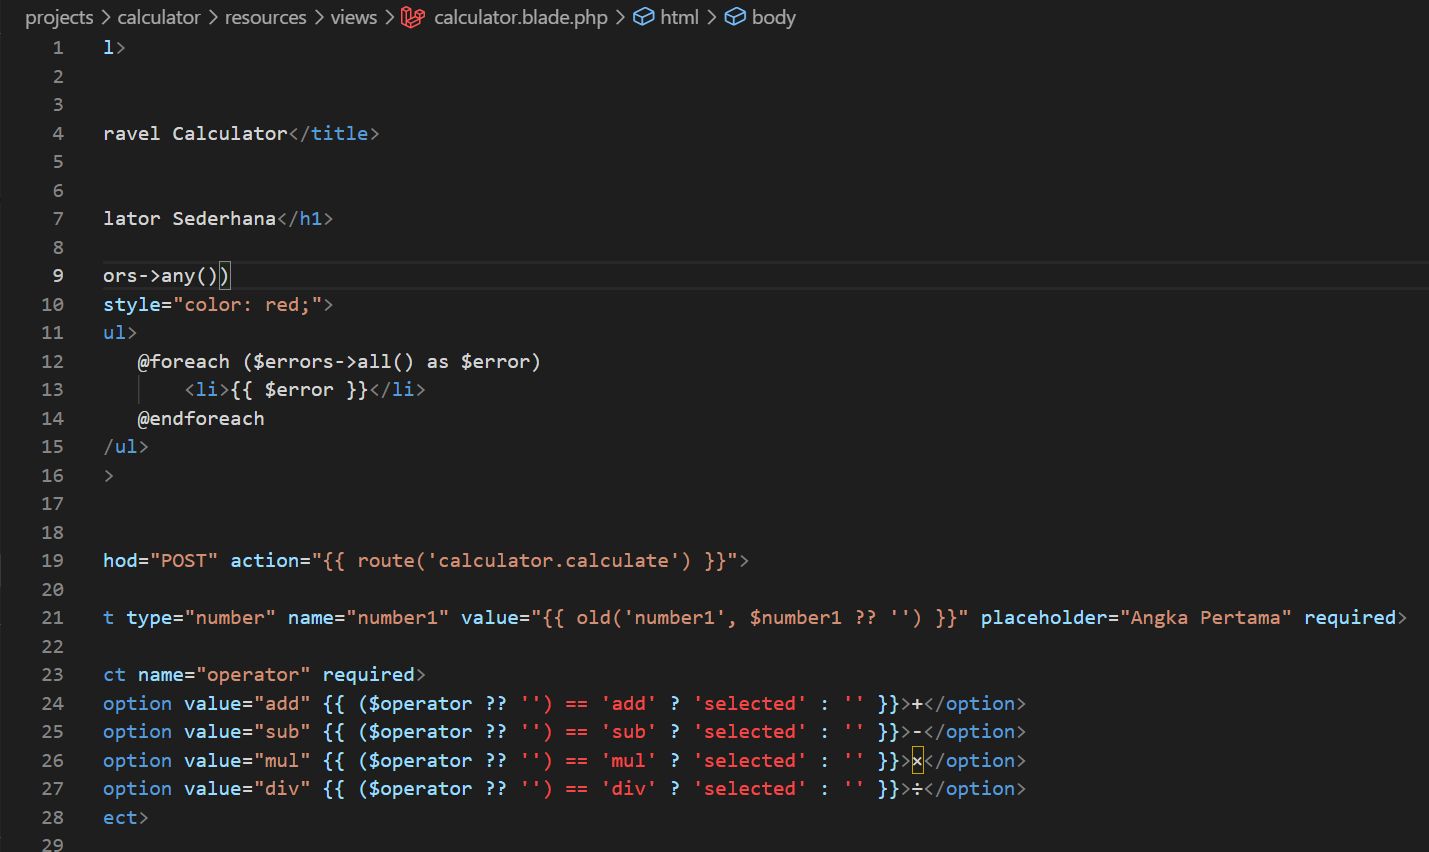 projects > calculator > resources > views > calculator.blade.php > html > body
1 l>
2
3
4 ravel Calculator</title>
5
6
7 lator Sederhana</h1>
8
9 ors->any())
10 style="color: red;">
11 ul>
12 @foreach ($errors->all() as $error)
13 <li>{{ $error }}</li>
14 @endforeach
15 /ul>
16 >
17
18
19 hod="POST" action="{{ route('calculator.calculate') }}">
20
21 t type="number" name="number1" value="{{ old('number1', $number1 ?? '') }}" placeholder="Angka Pertama" required>
22
23 ct name="operator" required>
24 option value="add" {{ ($operator ?? '') == 'add' ? 'selected' : '' }}>+</option>
25 option value="sub" {{ ($operator ?? '') == 'sub' ? 'selected' : '' }}>-</option>
26 option value="mul" {{ ($operator ?? '') == 'mul' ? 'selected' : '' }}>×</option>
27 option value="div" {{ ($operator ?? '') == 'div' ? 'selected' : '' }}>÷</option>
28 ect>
29